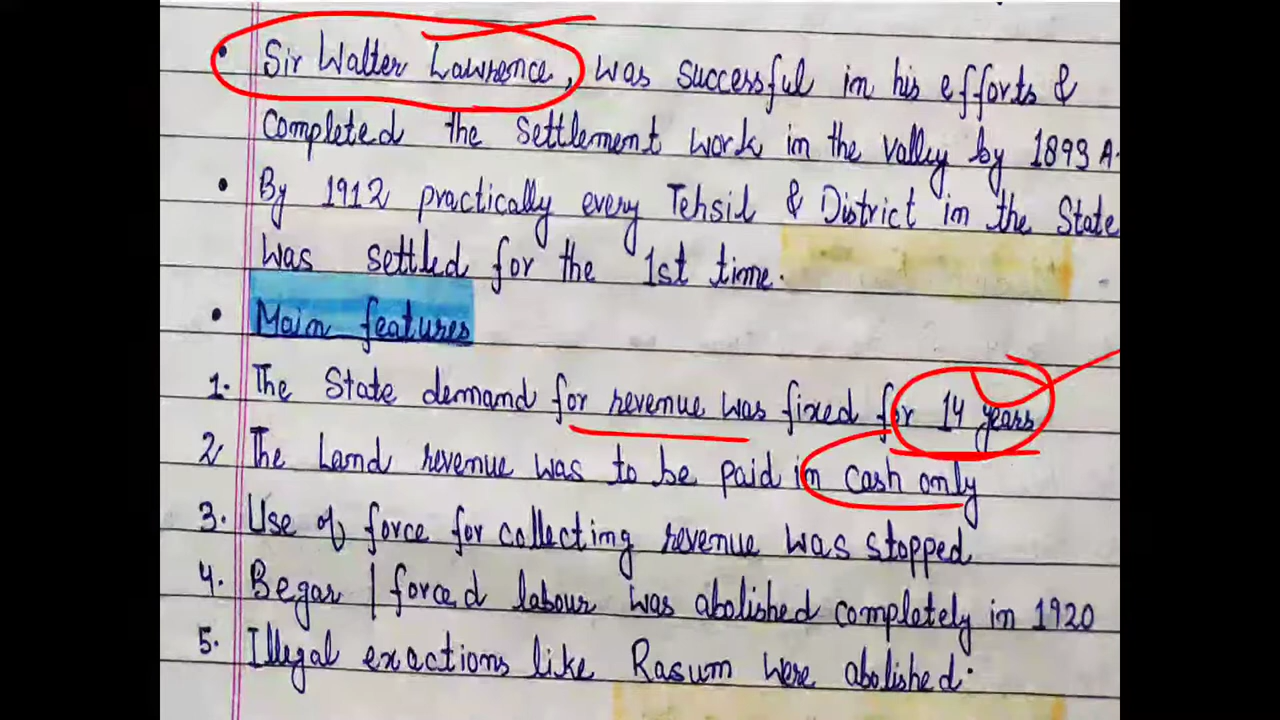 • Sir Walter Lawrence, was successful in his efforts &
completed the settlement work in the valley by 1893 A.
• By 1912 practically every Tehsil & District in the State
was settled for the 1st time.
• Main features
1. The State demand for revenue was fixed for 14 years
2. The Land revenue was to be paid in cash only
3. Use of force for collecting revenue was stopped
4. Begar | forced labour was abolished completely in 1920
5. Illegal exactions like Rasum were abolished.